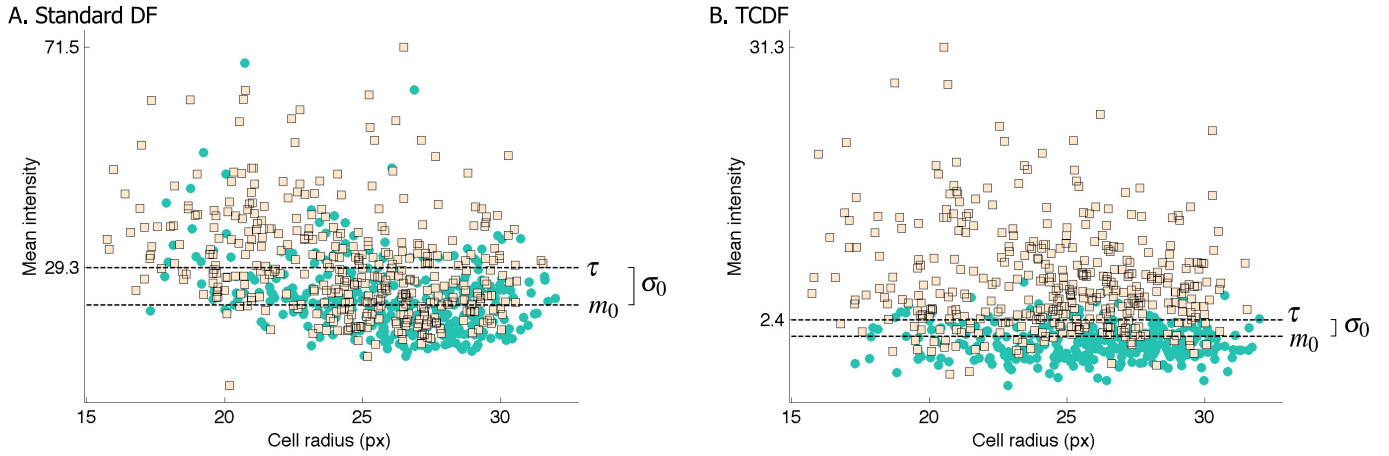 A. Standard DF
71.5
Mean intensity
29.3
τ
σ0
m0
15
20
25
30
Cell radius (px)
B. TCDF
31.3
Mean intensity
2.4
τ
σ0
m0
15
20
25
30
Cell radius (px)